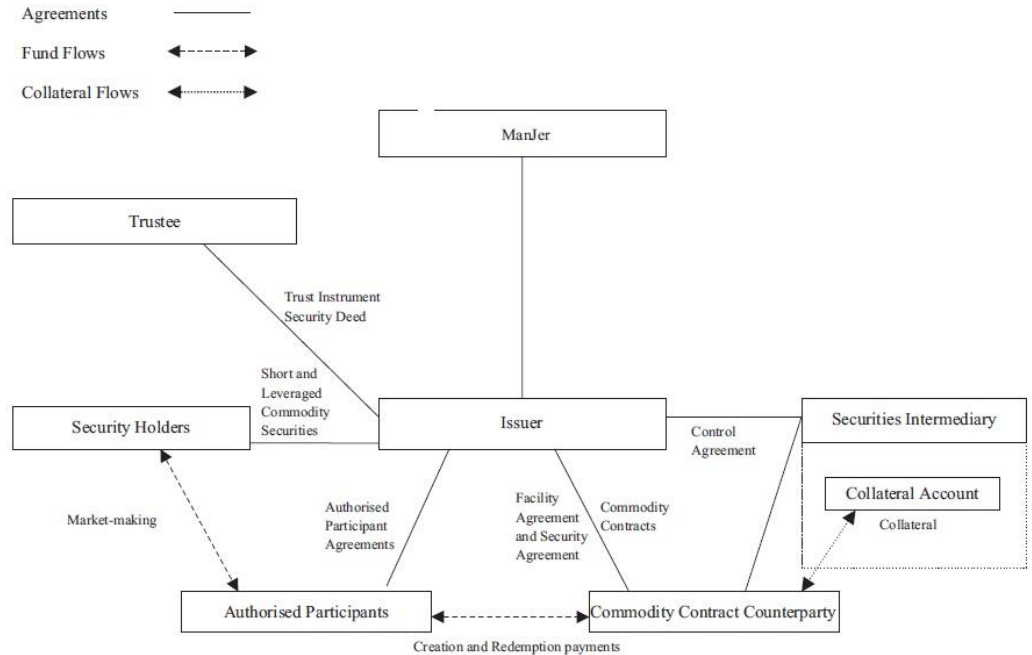 Agreements
Fund Flows
Collateral Flows
ManJer
Trustee
Trust Instrument
Security Deed
Short and
Leveraged
Commodity
Securities
Security Holders
Issuer
Control
Agreement
Securities Intermediary
Collateral Account
Collateral
Market-making
Authorised
Participant
Agreements
Facility
Agreement
and Security
Agreement
Commodity
Contracts
Authorised Participants
Commodity Contract Counterparty
Creation and Redemption payments